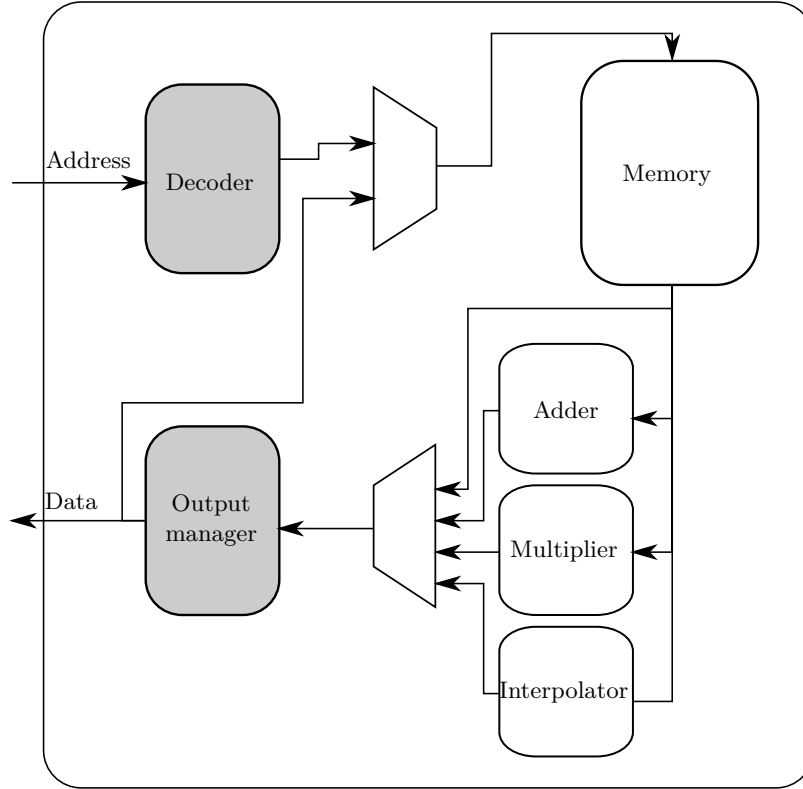 Address
Decoder
Memory
Adder
Data
Output
manager
Multiplier
Interpolator